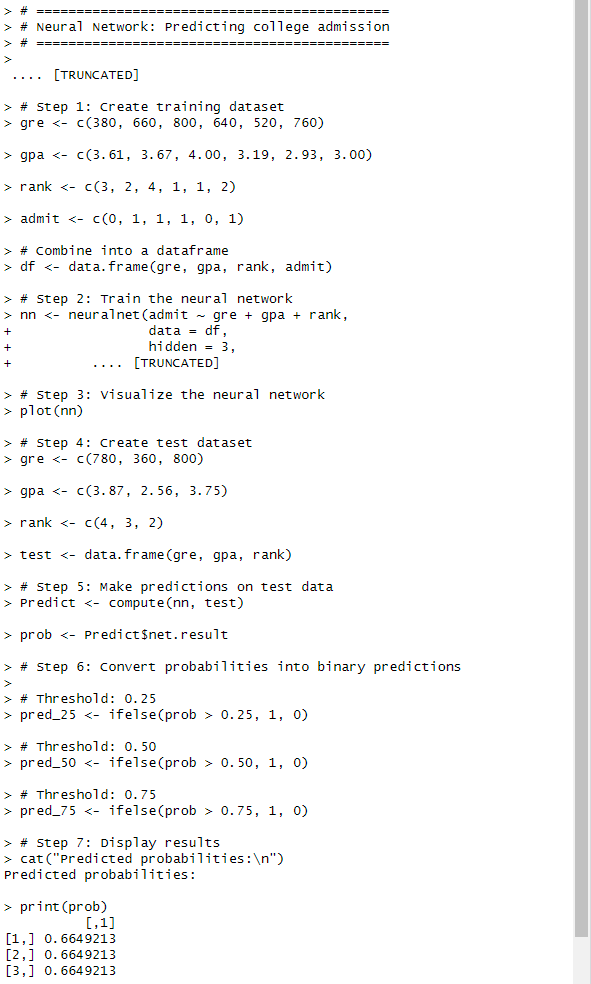 > # ============================================
> # Neural Network: Predicting college admission
> # ============================================
>
 .... [TRUNCATED]

> # Step 1: Create training dataset
> gre <- c(380, 660, 800, 640, 520, 760)

> gpa <- c(3.61, 3.67, 4.00, 3.19, 2.93, 3.00)

> rank <- c(3, 2, 4, 1, 1, 2)

> admit <- c(0, 1, 1, 1, 0, 1)

> # Combine into a dataframe
> df <- data.frame(gre, gpa, rank, admit)

> # Step 2: Train the neural network
> nn <- neuralnet(admit ~ gre + gpa + rank,
+                 data = df,
+                 hidden = 3,
+          .... [TRUNCATED]

> # Step 3: Visualize the neural network
> plot(nn)

> # Step 4: Create test dataset
> gre <- c(780, 360, 800)

> gpa <- c(3.87, 2.56, 3.75)

> rank <- c(4, 3, 2)

> test <- data.frame(gre, gpa, rank)

> # Step 5: Make predictions on test data
> Predict <- compute(nn, test)

> prob <- Predict$net.result

> # Step 6: Convert probabilities into binary predictions
>
> # Threshold: 0.25
> pred_25 <- ifelse(prob > 0.25, 1, 0)

> # Threshold: 0.50
> pred_50 <- ifelse(prob > 0.50, 1, 0)

> # Threshold: 0.75
> pred_75 <- ifelse(prob > 0.75, 1, 0)

> # Step 7: Display results
> cat("Predicted probabilities:\n")
Predicted probabilities:

> print(prob)
          [,1]
[1,] 0.6649213
[2,] 0.6649213
[3,] 0.6649213